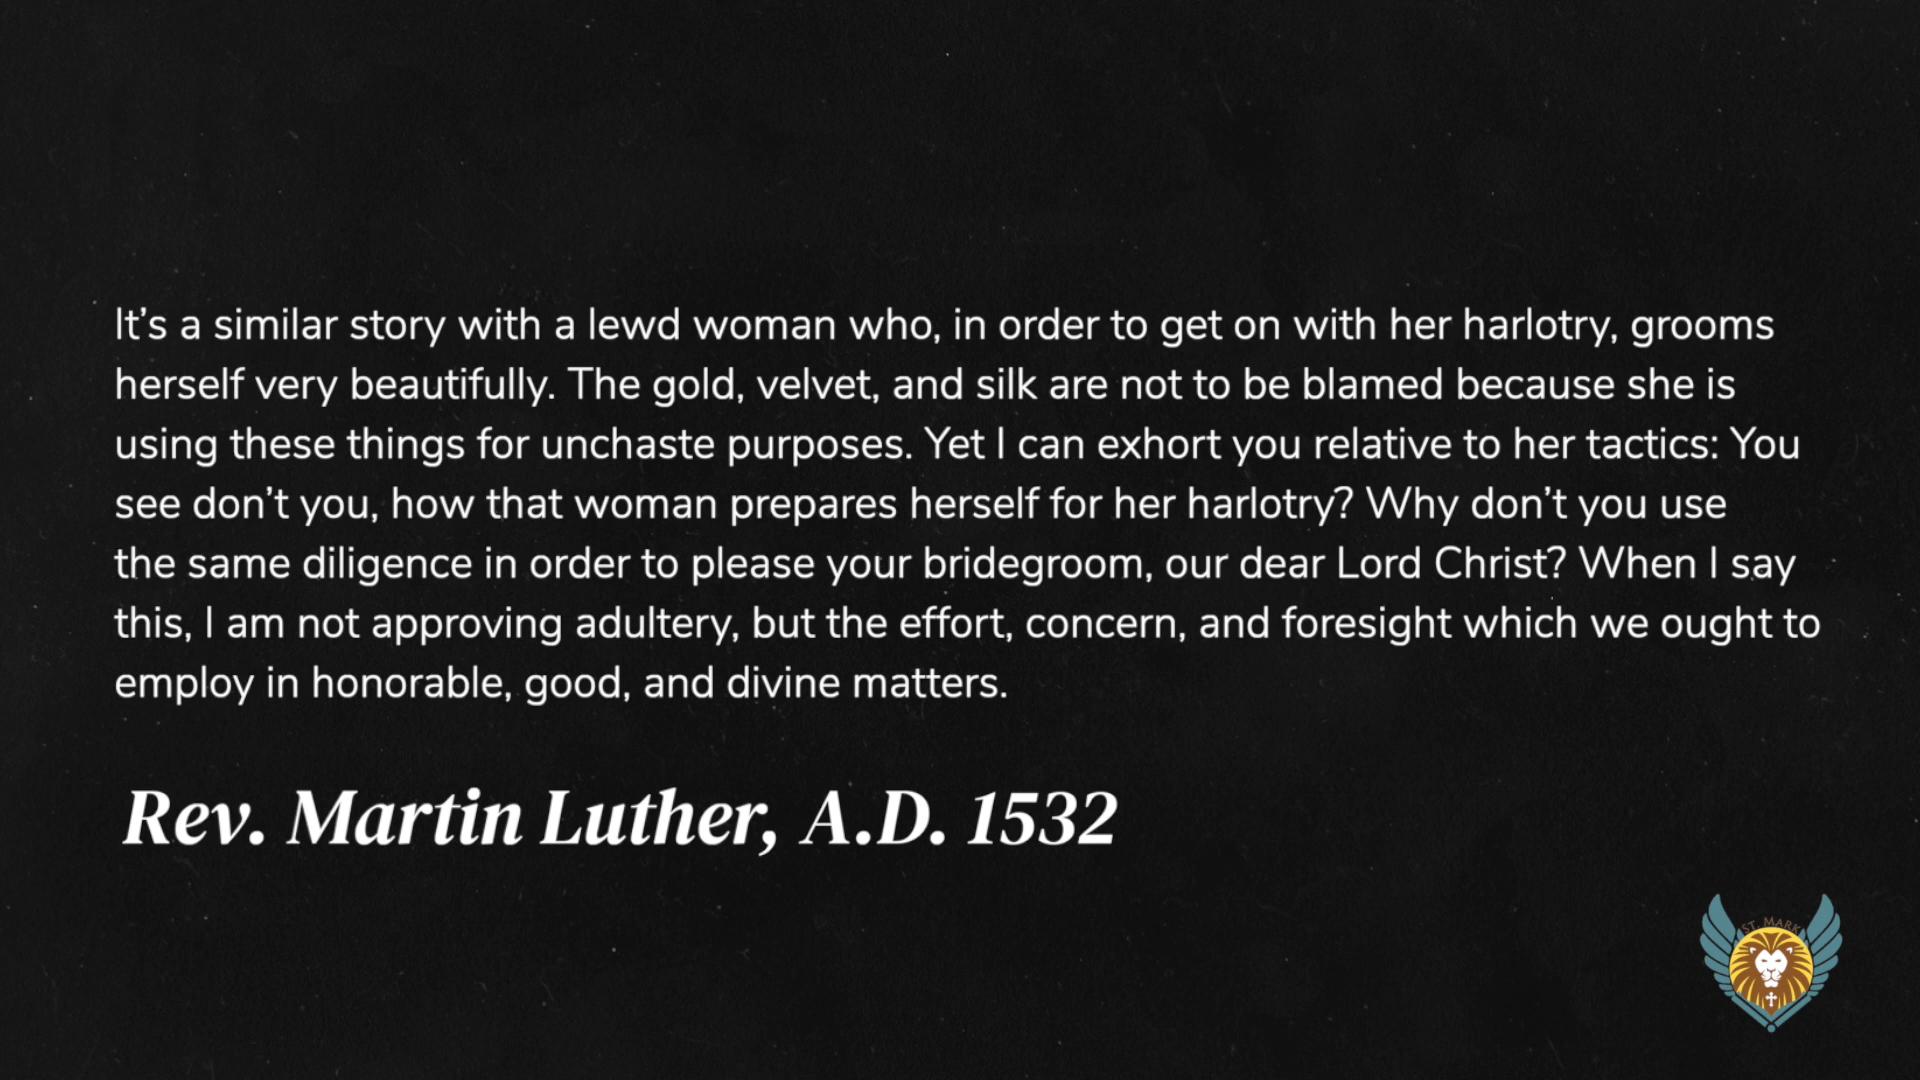 It’s a similar story with a lewd woman who, in order to get on with her harlotry, grooms
herself very beautifully. The gold, velvet, and silk are not to be blamed because she is
using these things for unchaste purposes. Yet I can exhort you relative to her tactics: You
see don’t you, how that woman prepares herself for her harlotry? Why don’t you use
the same diligence in order to please your bridegroom, our dear Lord Christ? When I say
this, I am not approving adultery, but the effort, concern, and foresight which we ought to
employ in honorable, good, and divine matters.
Rev. Martin Luther, A.D. 1532
ST. MARK